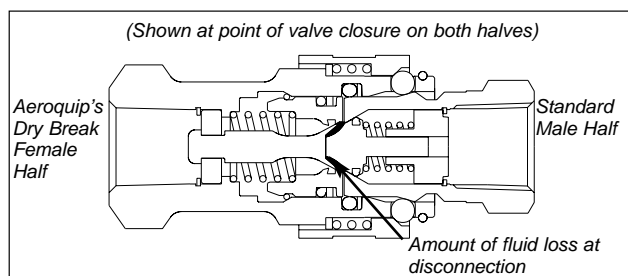 (Shown at point of valve closure on both halves)
Aeroquip's
Dry Break
Female
Half
Standard
Male Half
Amount of fluid loss at
disconnection